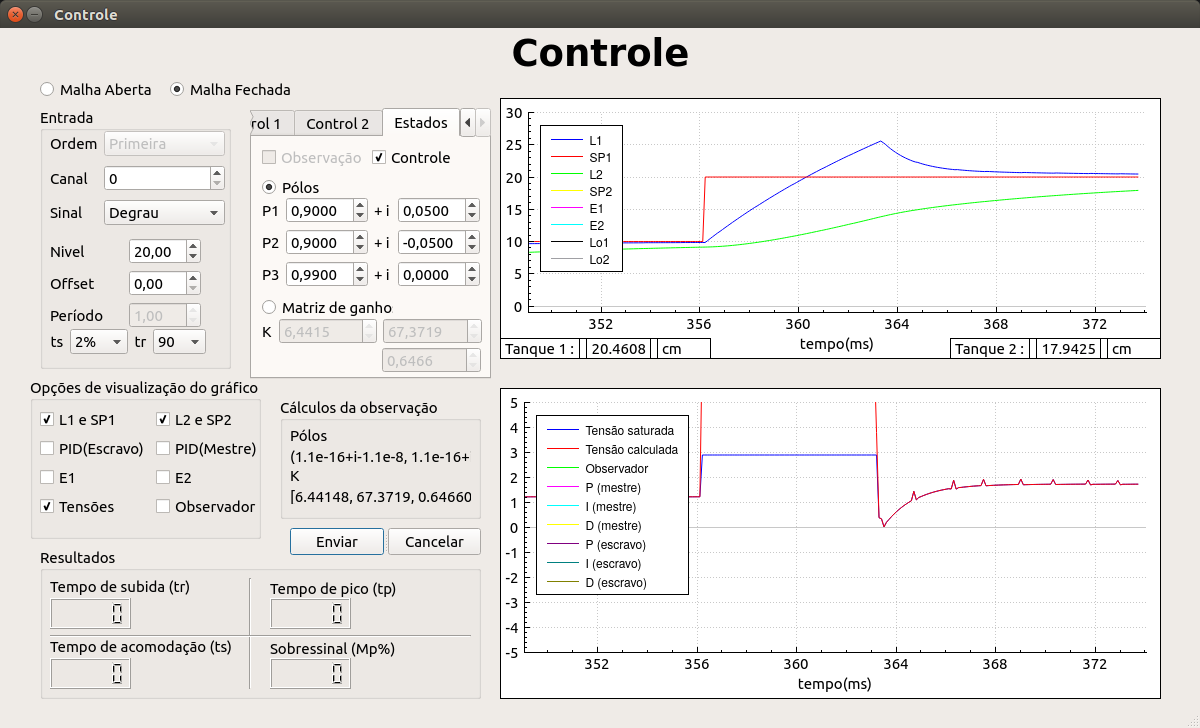 Controle
Controle
Malha Aberta Malha Fechada
Entrada
Ordem Primeira
Canal 0
Sinal Degrau
Nivel 20,00
Offset 0,00
Período 1,00
ts 2% tr 90
rol 1 Control 2 Estados
Observação Controle
Pólos
P1 0,9000 + i 0,0500
P2 0,9000 + i -0,0500
P3 0,9900 + i 0,0000
Matriz de ganho
K 6,4415 67,3719
0,6466
Opções de visualização do gráfico
L1 e SP1 L2 e SP2
PID(Escravo) PID(Mestre)
E1 E2
Tensões Observador
Cálculos da observação
Pólos
(1.1e-16+i-1.1e-8, 1.1e-16+
K
[6.44148, 67.3719, 0.64660
Enviar Cancelar
Resultados
Tempo de subida (tr) Tempo de pico (tp)
0 0
Tempo de acomodação (ts) Sobressinal (Mp%)
0 0
30
25
20
15
10
5
0
L1
SP1
L2
SP2
E1
E2
Lo1
Lo2
352 356 360 364 368 372
tempo(ms)
Tanque 1 : 20.4608 cm
Tanque 2 : 17.9425 cm
5
4
3
2
1
0
-1
-2
-3
-4
-5
Tensão saturada
Tensão calculada
Observador
P (mestre)
I (mestre)
D (mestre)
P (escravo)
I (escravo)
D (escravo)
352 356 360 364 368 372
tempo(ms)